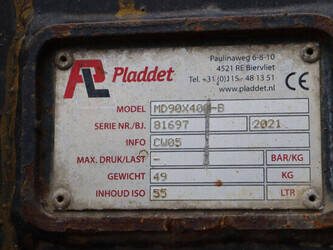 Pladdet
Paulinaweg 6-8-10
4521 RE Biervliet
Tel. +31 (0)115 - 48 13 51
www.pladdet.nl
CE
MODEL MD90X400-B
SERIE NR./BJ. 81697 2021
INFO CW05
MAX. DRUK/LAST - BAR/KG
GEWICHT 49 KG
INHOUD ISO 55 LTR